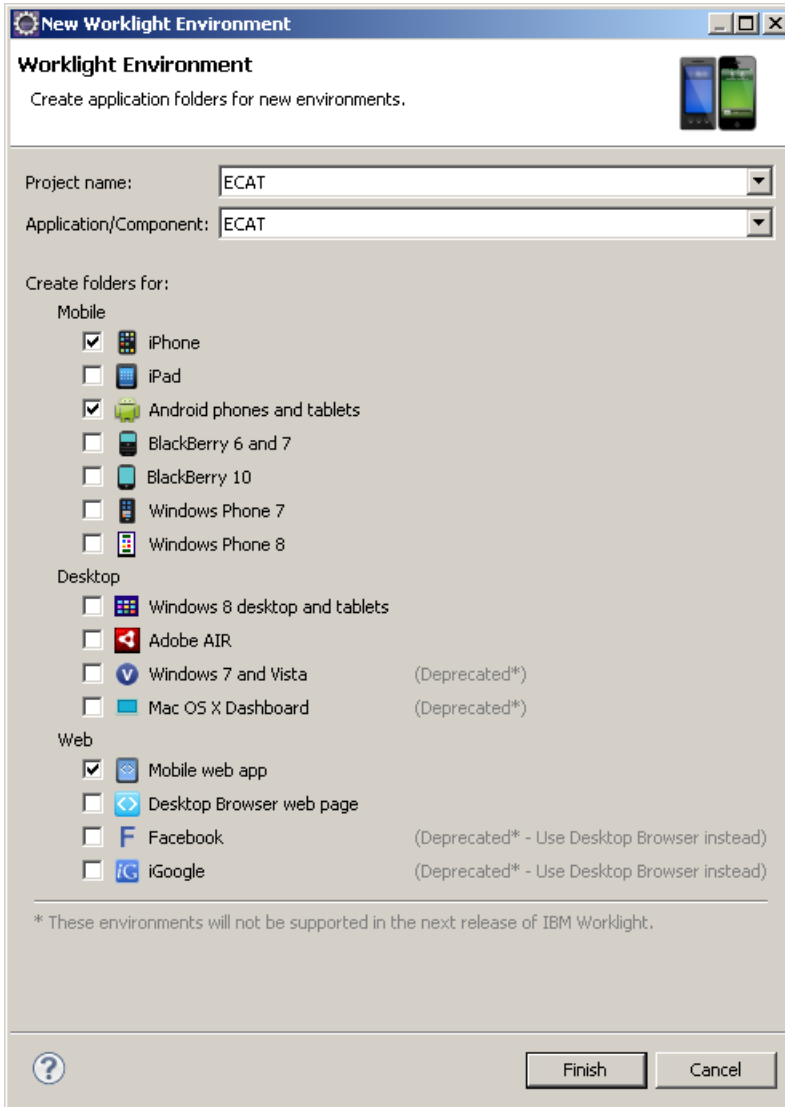 New Worklight Environment
Worklight Environment
Create application folders for new environments.
Project name: ECAT
Application/Component: ECAT
Create folders for:
Mobile
iPhone
iPad
Android phones and tablets
BlackBerry 6 and 7
BlackBerry 10
Windows Phone 7
Windows Phone 8
Desktop
Windows 8 desktop and tablets
Adobe AIR
Windows 7 and Vista (Deprecated*)
Mac OS X Dashboard (Deprecated*)
Web
Mobile web app
Desktop Browser web page
Facebook (Deprecated* - Use Desktop Browser instead)
iGoogle (Deprecated* - Use Desktop Browser instead)
* These environments will not be supported in the next release of IBM Worklight.
Finish Cancel